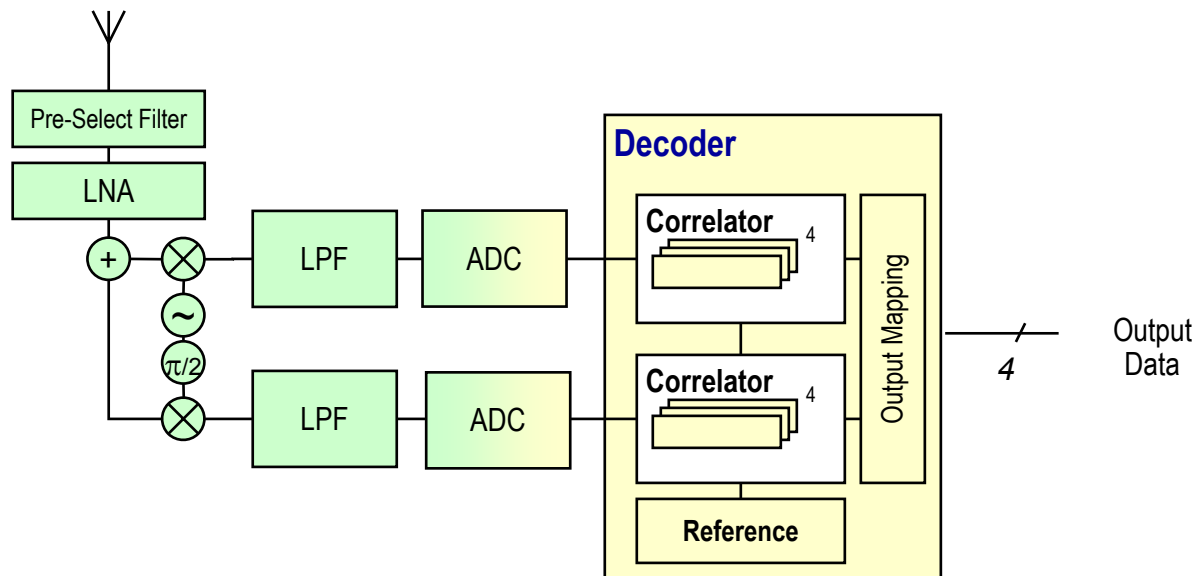 Pre-Select Filter
LNA
+
~
π/2
LPF
ADC
LPF
ADC
Decoder
Correlator
4
Correlator
4
Reference
Output Mapping
4
Output
Data